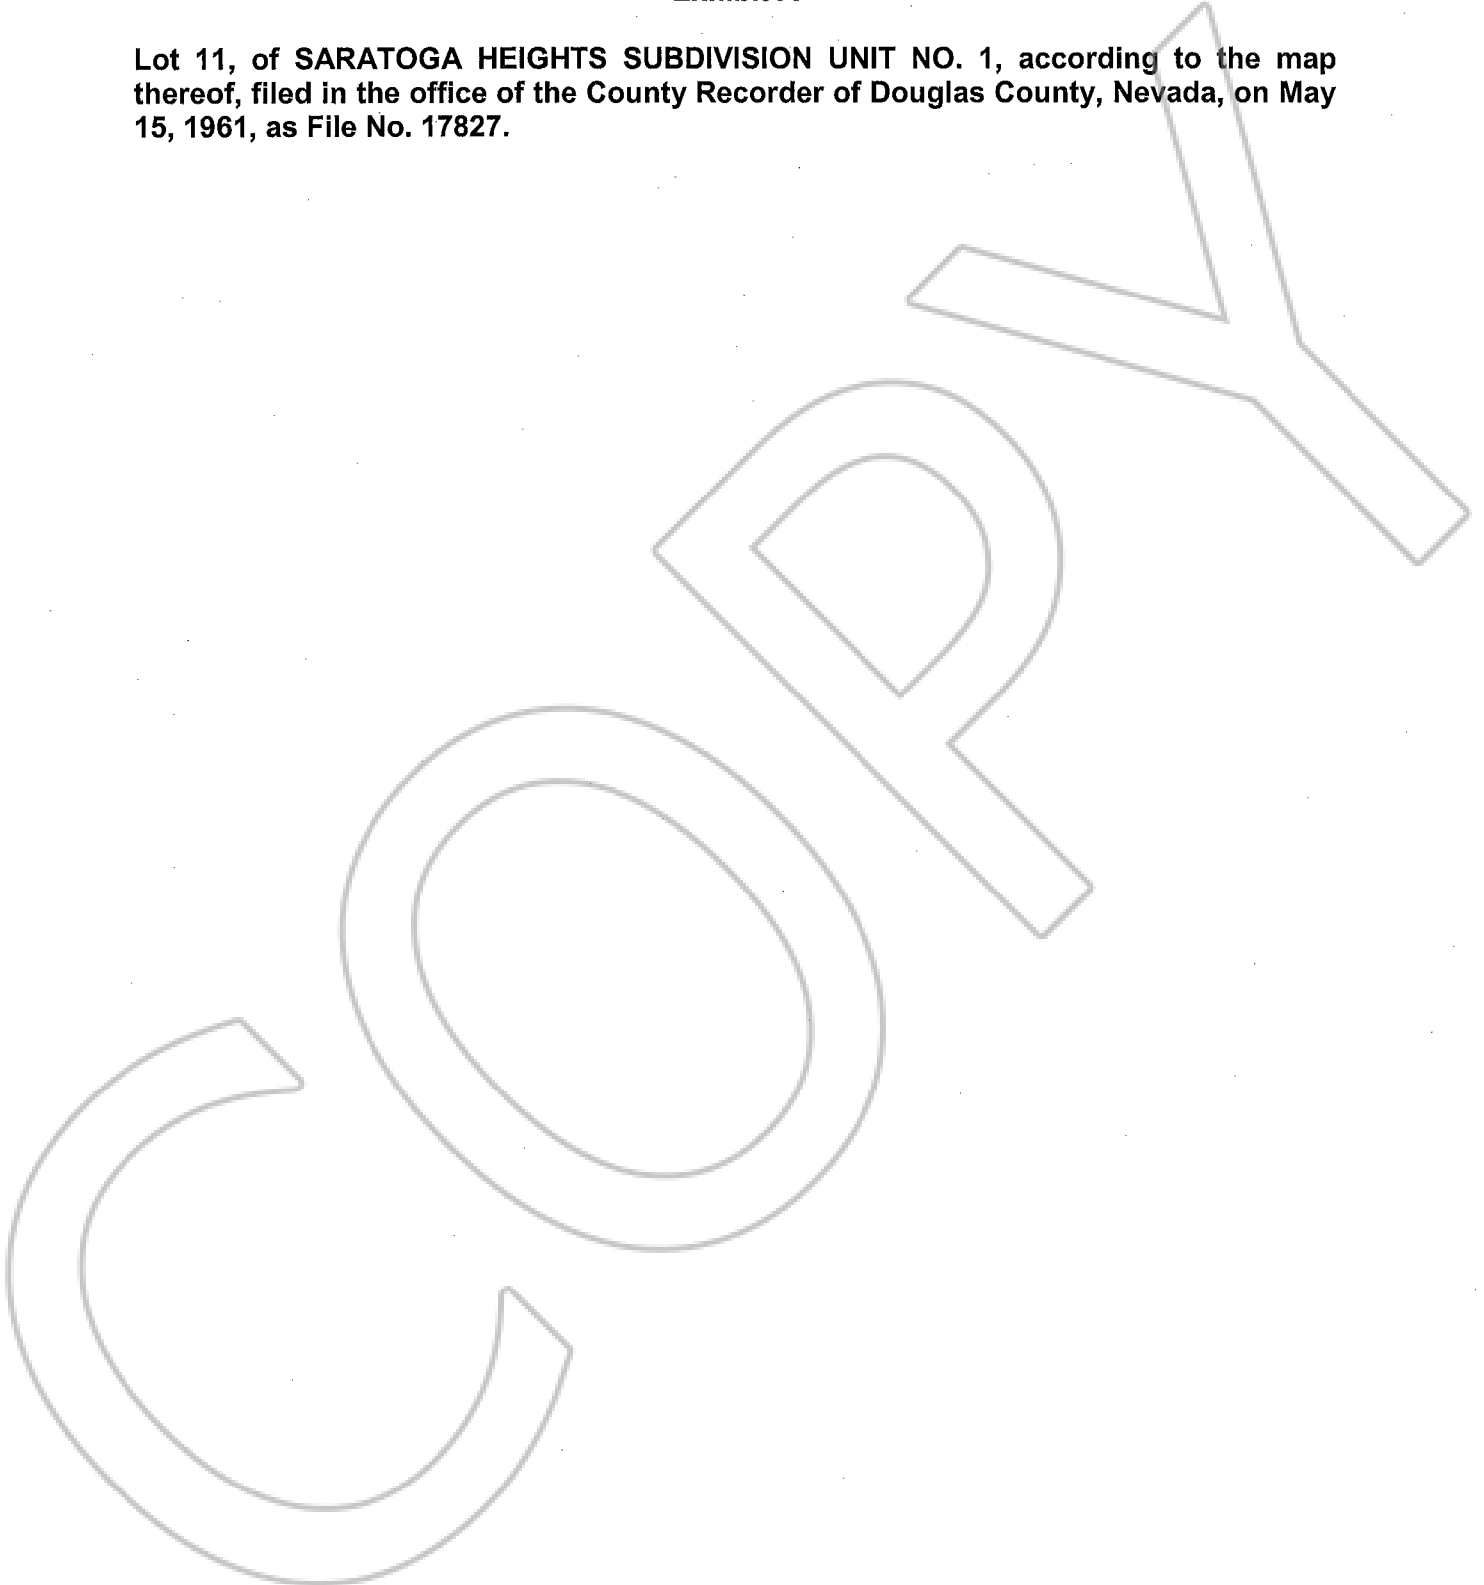 Lot 11, of SARATOGA HEIGHTS SUBDIVISION UNIT NO. 1, according to the map
thereof, filed in the office of the County Recorder of Douglas County, Nevada, on May
15, 1961, as File No. 17827.
COPY